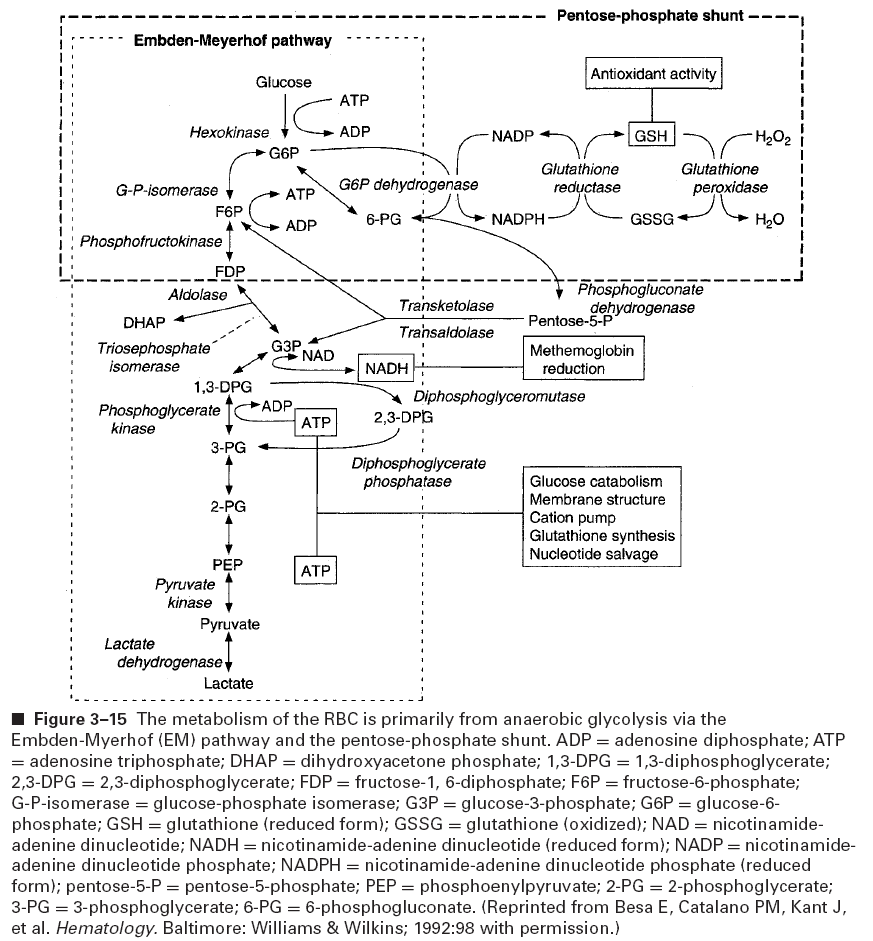 Pentose-phosphate shunt
Embden-Meyerhof pathway
Glucose
ATP
ADP
Hexokinase
G6P
G-P-isomerase
ATP
ADP
F6P
Phosphofructokinase
FDP
G6P dehydrogenase
6-PG
NADP
NADPH
Glutathione
reductase
Antioxidant activity
GSH
GSSG
Glutathione
peroxidase
H2O2
H2O
Phosphogluconate
dehydrogenase
Pentose-5-P
Transketolase
Transaldolase
Aldolase
DHAP
Triosephosphate
isomerase
G3P
NAD
NADH
Methemoglobin
reduction
1,3-DPG
Diphosphoglyceromutase
2,3-DPG
Phosphoglycerate
kinase
ADP
ATP
3-PG
Diphosphoglycerate
phosphatase
Glucose catabolism
Membrane structure
Cation pump
Glutathione synthesis
Nucleotide salvage
2-PG
PEP
ATP
Pyruvate
kinase
Pyruvate
Lactate
dehydrogenase
Lactate
■ Figure 3–15 The metabolism of the RBC is primarily from anaerobic glycolysis via the
Embden-Myerhof (EM) pathway and the pentose-phosphate shunt. ADP = adenosine diphosphate; ATP
= adenosine triphosphate; DHAP = dihydroxyacetone phosphate; 1,3-DPG = 1,3-diphosphoglycerate;
2,3-DPG = 2,3-diphosphoglycerate; FDP = fructose-1, 6-diphosphate; F6P = fructose-6-phosphate;
G-P-isomerase = glucose-phosphate isomerase; G3P = glucose-3-phosphate; G6P = glucose-6-
phosphate; GSH = glutathione (reduced form); GSSG = glutathione (oxidized); NAD = nicotinamide-
adenine dinucleotide; NADH = nicotinamide-adenine dinucleotide (reduced form); NADP = nicotinamide-
adenine dinucleotide phosphate; NADPH = nicotinamide-adenine dinucleotide phosphate (reduced
form); pentose-5-P = pentose-5-phosphate; PEP = phosphoenylpyruvate; 2-PG = 2-phosphoglycerate;
3-PG = 3-phosphoglycerate; 6-PG = 6-phosphogluconate. (Reprinted from Besa E, Catalano PM, Kant J,
et al. Hematology. Baltimore: Williams & Wilkins; 1992:98 with permission.)